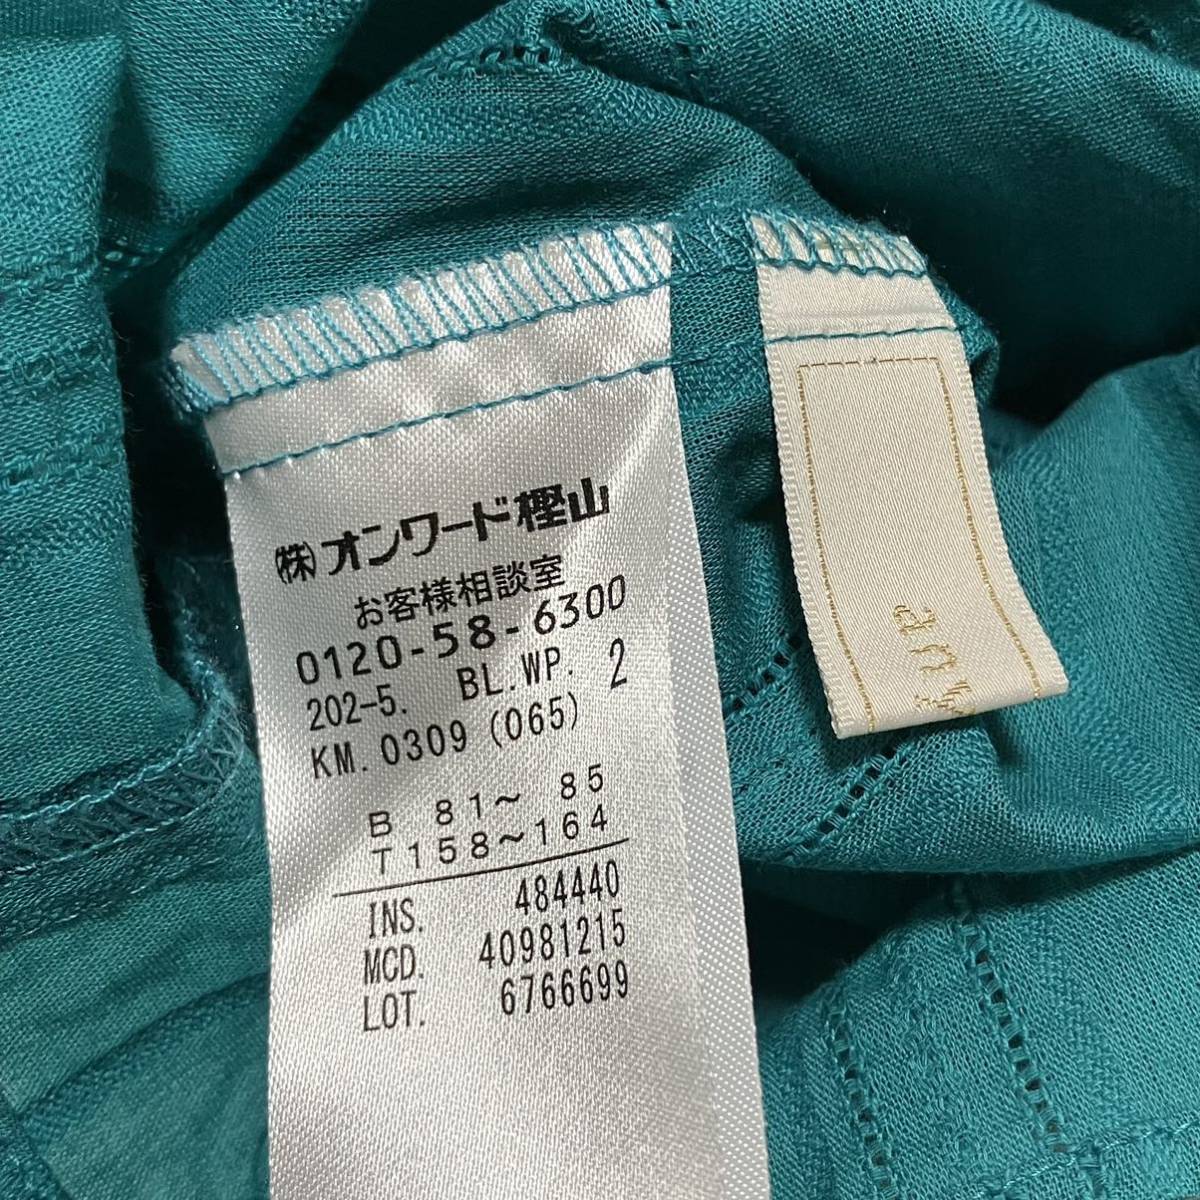 ㈱オンワード樫山
お客様相談室
0120-58-6300
202-5. BL.WP. 2
KM.0309 (065)
B 81～ 85
T158～164
INS. 484440
MCD. 40981215
LOT. 6766699